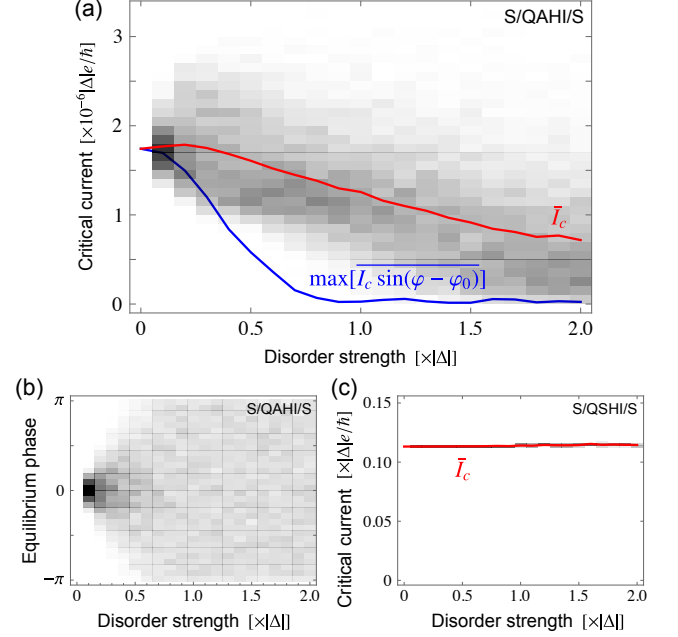 (a)
S/QAHI/S
Critical current [×10⁻⁶|Δ|e/ħ]
3
2
1
0
Ī_c
max[I_c sin(φ − φ₀)]
0
0.5
1.0
1.5
2.0
Disorder strength [×|Δ|]
(b)
S/QAHI/S
Equilibrium phase
π
0
−π
0
0.5
1.0
1.5
2.0
Disorder strength [×|Δ|]
(c)
S/QSHI/S
Critical current [×|Δ|e/ħ]
0.15
0.10
0.05
0
Ī_c
0
0.5
1.0
1.5
2.0
Disorder strength [×|Δ|]